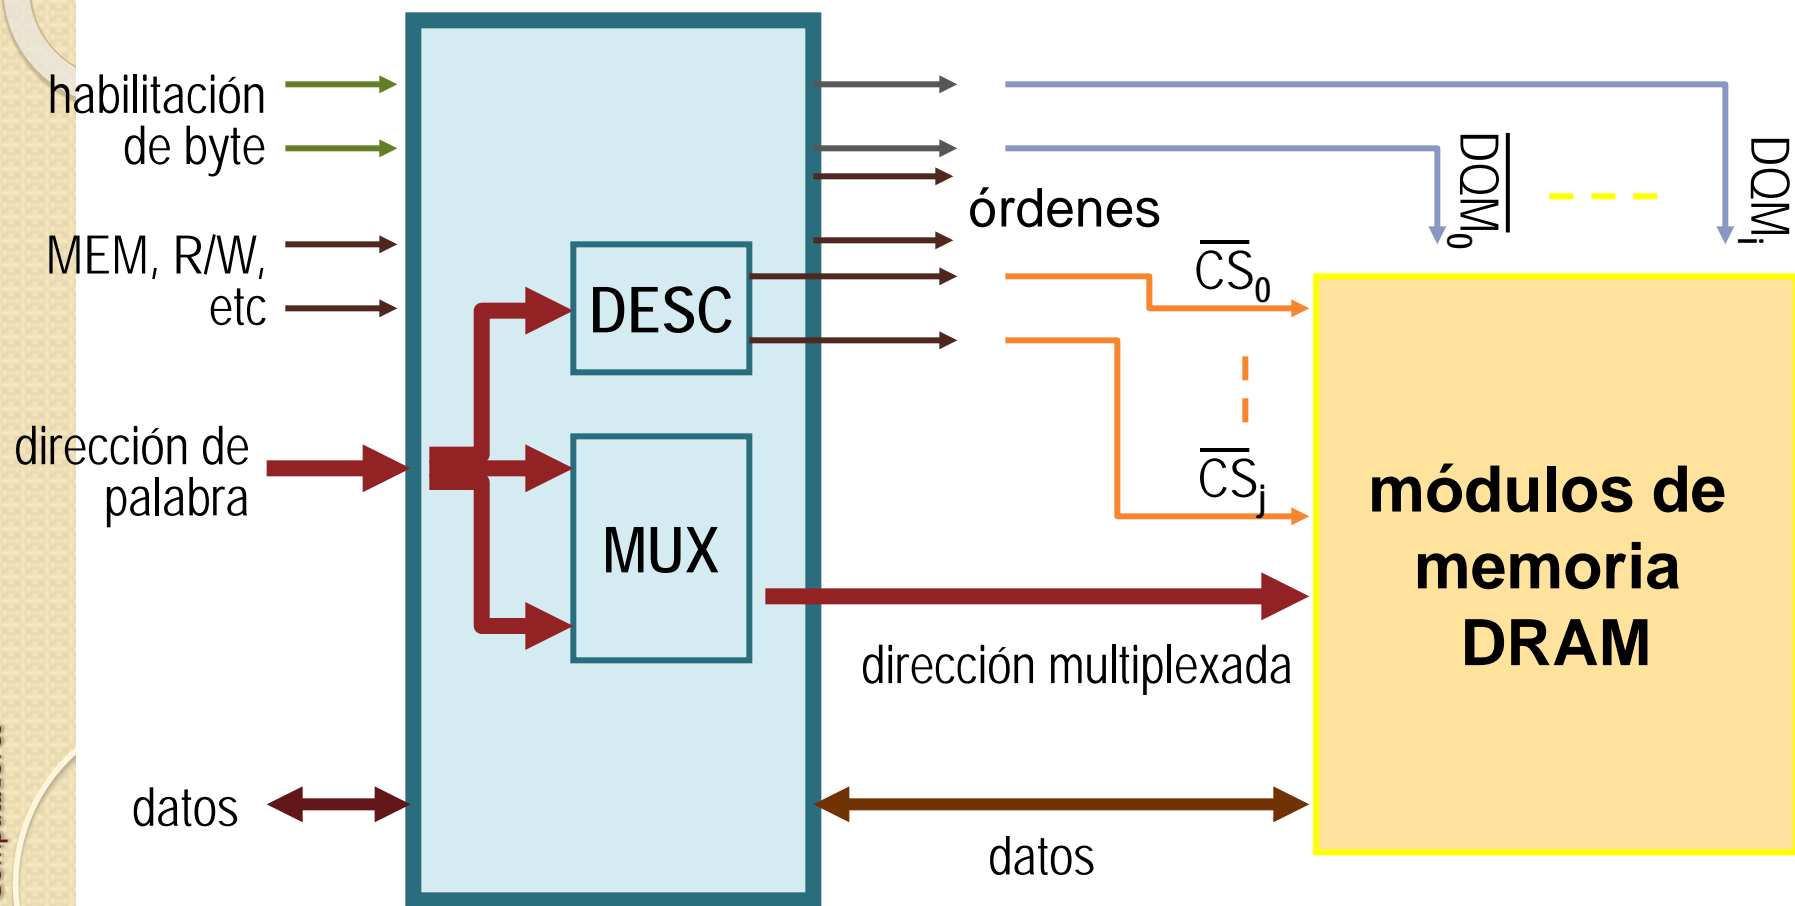 habilitación
de byte
MEM, R/W,
etc
dirección de
palabra
datos
DESC
MUX
órdenes
CS0
CSj
dirección multiplexada
datos
DQM0
DQMi
módulos de
memoria
DRAM